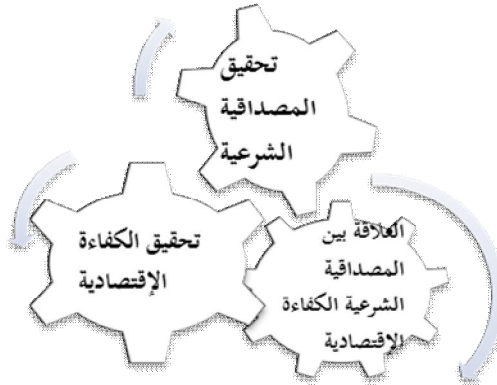 تحقيق
المصداقية
الشرعية
تحقيق الكفاءة
الإقتصادية
العلاقة بين
المصداقية
الشرعية الكفاءة
الإقتصادية